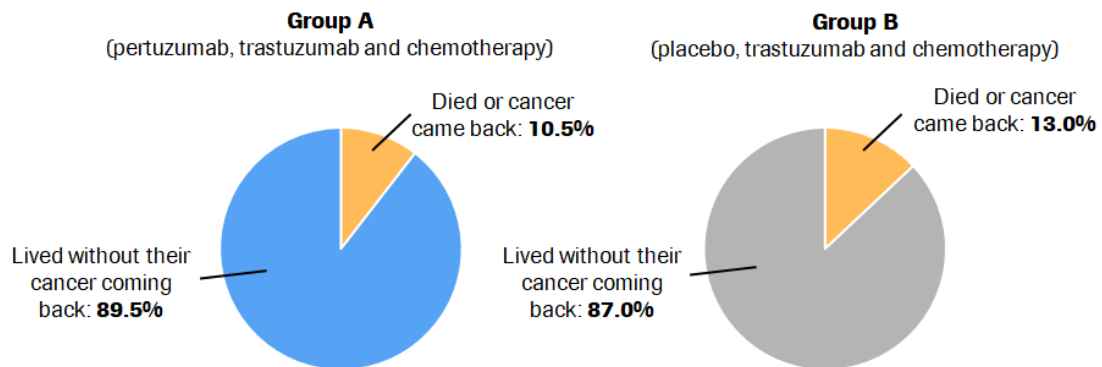 Group A
(pertuzumab, trastuzumab and chemotherapy)
Died or cancer
came back: 10.5%
Lived without their
cancer coming
back: 89.5%
Group B
(placebo, trastuzumab and chemotherapy)
Died or cancer
came back: 13.0%
Lived without their
cancer coming
back: 87.0%